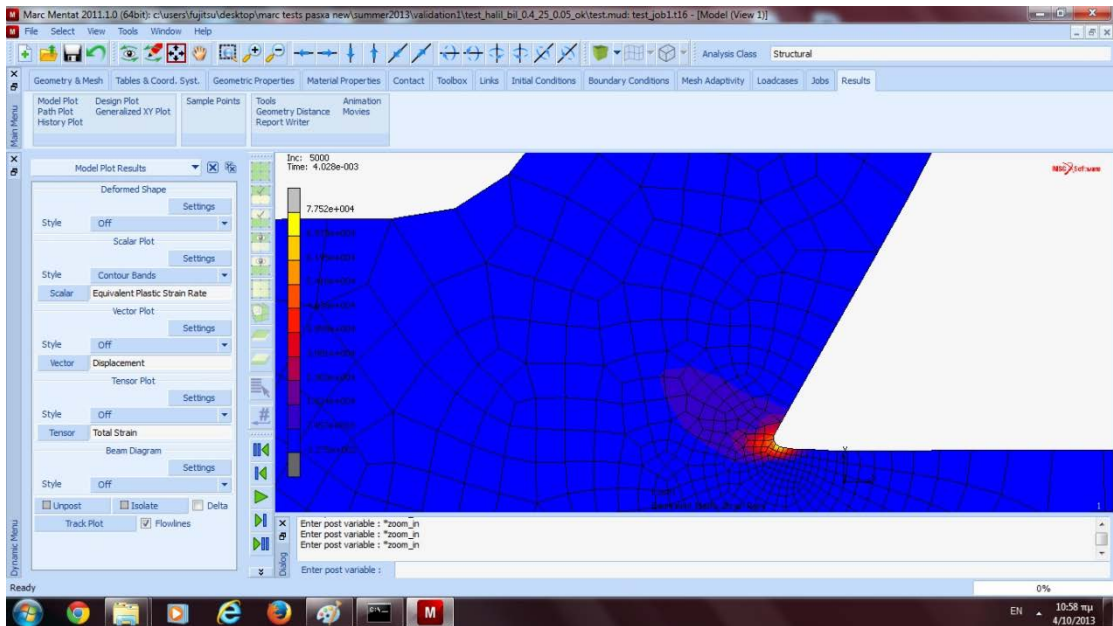 Marc Mentat 2011.1.0 (64bit): c:\users\fujitsu\desktop\marc tests pasxa new\summer2013\validation1\test_halil_bil_0.4_25_0.05_ok\test.mud: test_job1.t16 - [Model (View 1)]
File Select View Tools Window Help
Analysis Class Structural
Geometry & Mesh Tables & Coord. Syst. Geometric Properties Material Properties Contact Toolbox Links Initial Conditions Boundary Conditions Mesh Adaptivity Loadcases Jobs Results
Main Menu
Model Plot Design Plot Sample Points Tools Animation
Path Plot Generalized XY Plot Geometry Distance Movies
History Plot Report Writer
Model Plot Results
Deformed Shape
Settings
Style Off
Scalar Plot
Settings
Style Contour Bands
Scalar Equivalent Plastic Strain Rate
Vector Plot
Settings
Style Off
Vector Displacement
Tensor Plot
Settings
Style Off
Tensor Total Strain
Beam Diagram
Settings
Style Off
Unpost Isolate Delta
Track Plot Flowlines
Dynamic Menu
Inc: 5000
Time: 4.028e-003
7.752e+004
MSC Software
1
Dialog
Enter post variable : *zoom_in
Enter post variable : *zoom_in
Enter post variable : *zoom_in
Enter post variable :
Ready
0%
EN
10:58 πμ
4/10/2013